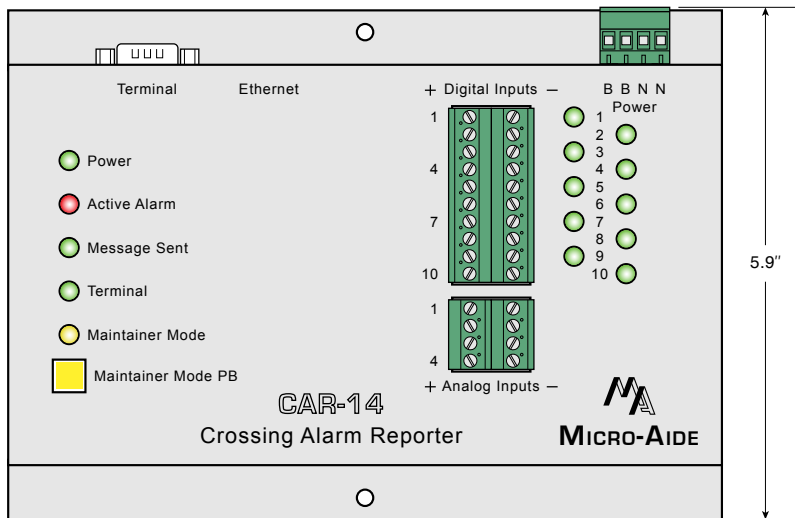 Terminal
Ethernet
+ Digital Inputs −
B B N N
Power
1
4
7
10
1
2
3
4
5
6
7
8
9
10
Power
Active Alarm
Message Sent
Terminal
Maintainer Mode
Maintainer Mode PB
1
4
+ Analog Inputs −
5.9"
CAR-14
Crossing Alarm Reporter
MA
MICRO-AIDE